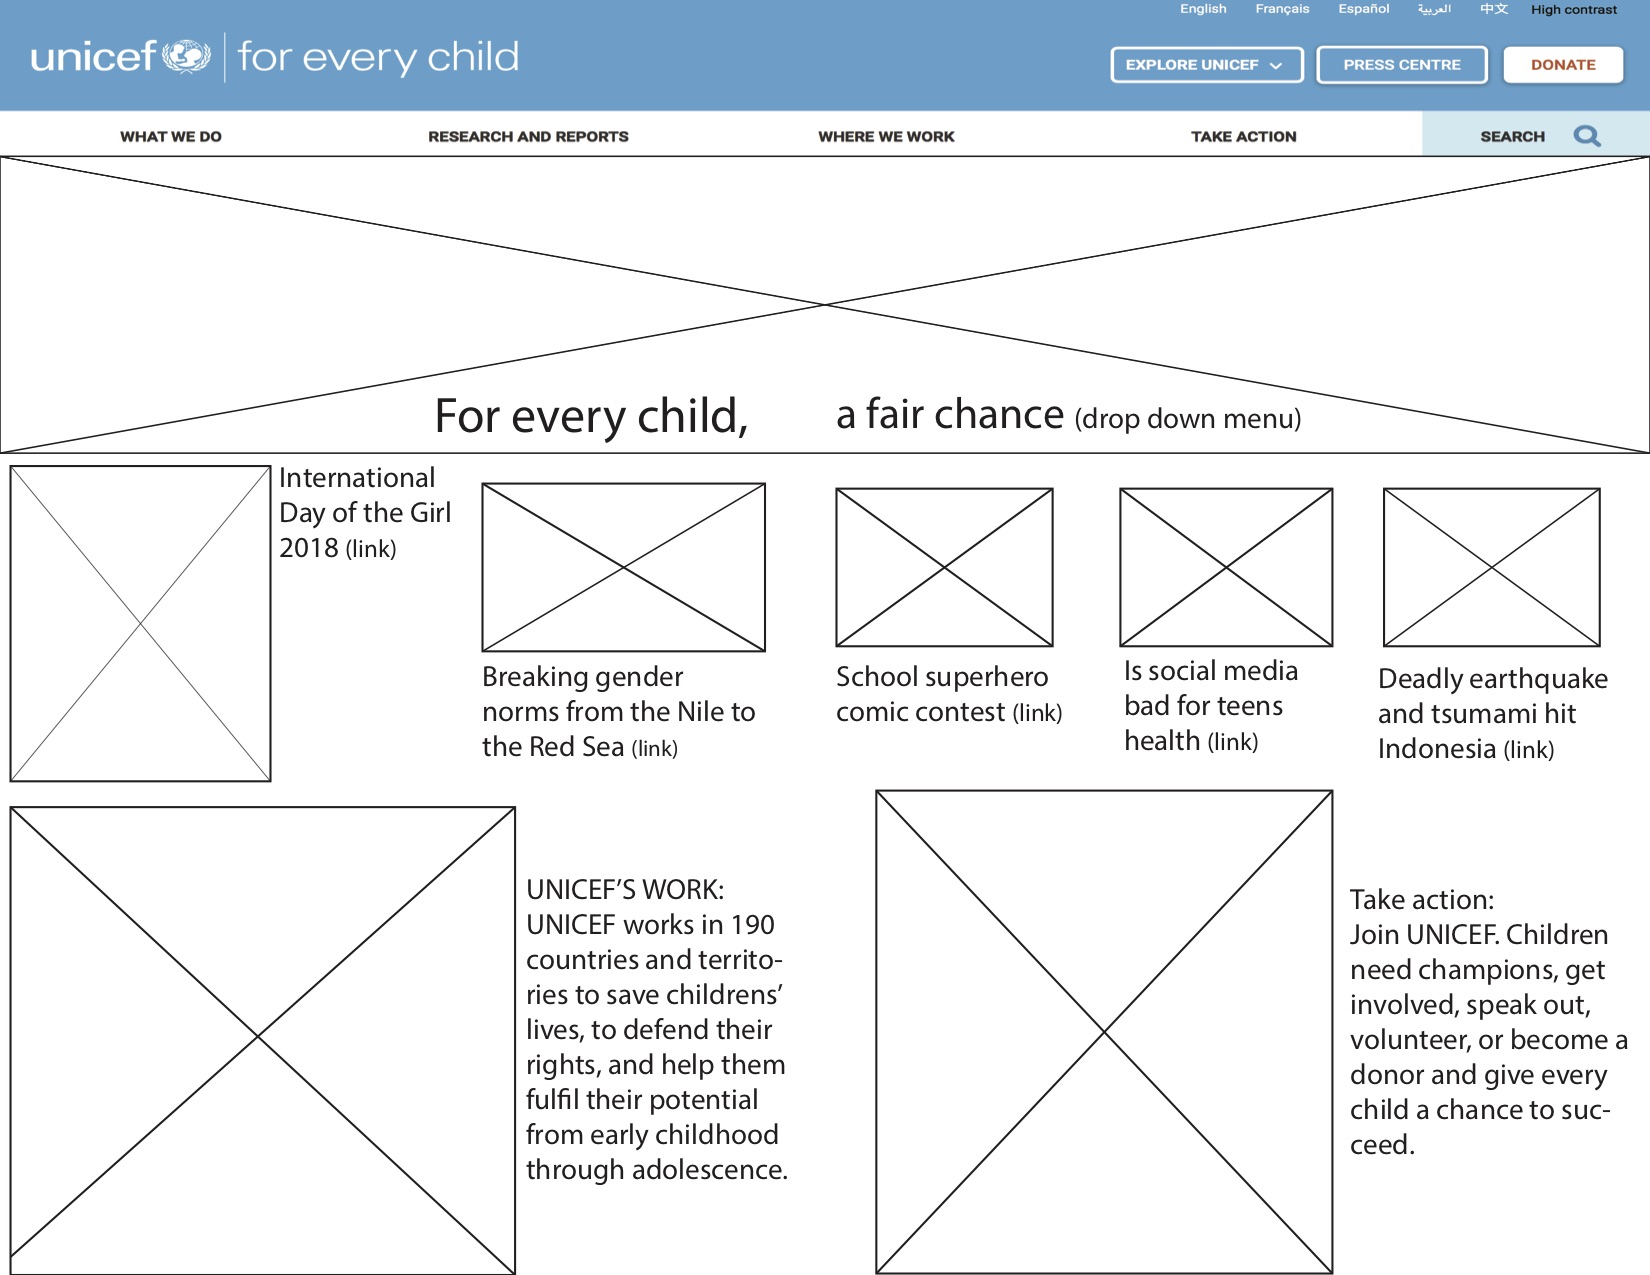 English Français Español العربية 中文 High contrast
unicef for every child
EXPLORE UNICEF PRESS CENTRE DONATE
WHAT WE DO RESEARCH AND REPORTS WHERE WE WORK TAKE ACTION SEARCH
For every child, a fair chance (drop down menu)
International
Day of the Girl
2018 (link)
Breaking gender
norms from the Nile to
the Red Sea (link)
School superhero
comic contest (link)
Is social media
bad for teens
health (link)
Deadly earthquake
and tsumami hit
Indonesia (link)
UNICEF’S WORK:
UNICEF works in 190
countries and territo-
ries to save childrens’
lives, to defend their
rights, and help them
fulfil their potential
from early childhood
through adolescence.
Take action:
Join UNICEF. Children
need champions, get
involved, speak out,
volunteer, or become a
donor and give every
child a chance to suc-
ceed.